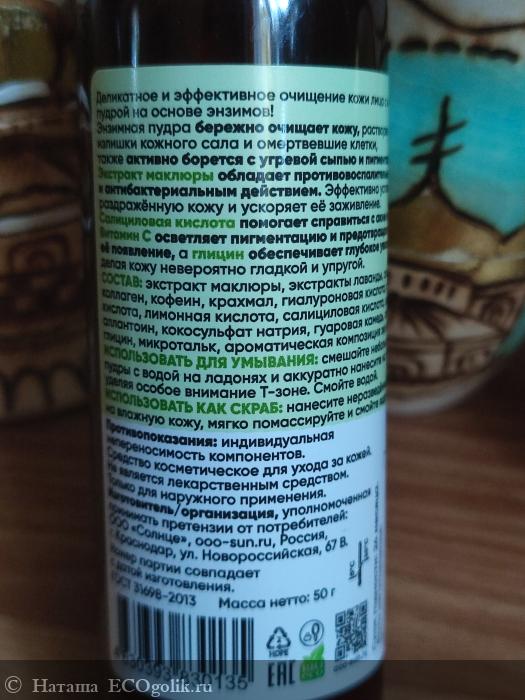 Деликатное и эффективное очищение кожи лица с
пудрой на основе энзимов!
Энзимная пудра бережно очищает кожу,
излишки кожного сала и омертвевшие клетки,
также активно борется с угревой сыпью и
Экстракт маклюры обладает
и антибактериальным действием. Эффективно
раздражённую кожу и ускоряет её заживление.
Салициловая кислота помогает справиться с
Витамин С осветляет пигментацию и
её появление, а глицин обеспечивает глубокое
делая кожу невероятно гладкой и упругой.
СОСТАВ: экстракт маклюры, экстракты
коллаген, кофеин, крахмал, гиалуроновая кислота,
кислота, лимонная кислота, салициловая кислота,
аллантоин, кокосульфат натрия, гуаровая камедь,
глицин, микротальк, ароматическая композиция
ИСПОЛЬЗОВАТЬ ДЛЯ УМЫВАНИЯ: смешайте
пудры с водой на ладонях и аккуратно нанесите на
уделяя особое внимание Т-зоне. Смойте водой.
ИСПОЛЬЗОВАТЬ КАК СКРАБ: нанесите
на влажную кожу, мягко помассируйте и смойте
Противопоказания: индивидуальная
непереносимость компонентов.
Средство косметическое для ухода за кожей.
Не является лекарственным средством.
Только для наружного применения.
Изготовитель/организация, уполномоченная
принимать претензии от потребителей:
ООО «Солнце», ooo-sun.ru, Россия,
г. Краснодар, ул. Новороссийская, 67 В.
Номер партии совпадает
с датой изготовления.
ГОСТ 31698-2013 Масса нетто: 50 г
2
HDPE
EAC
Наташа ECOgolik.ru